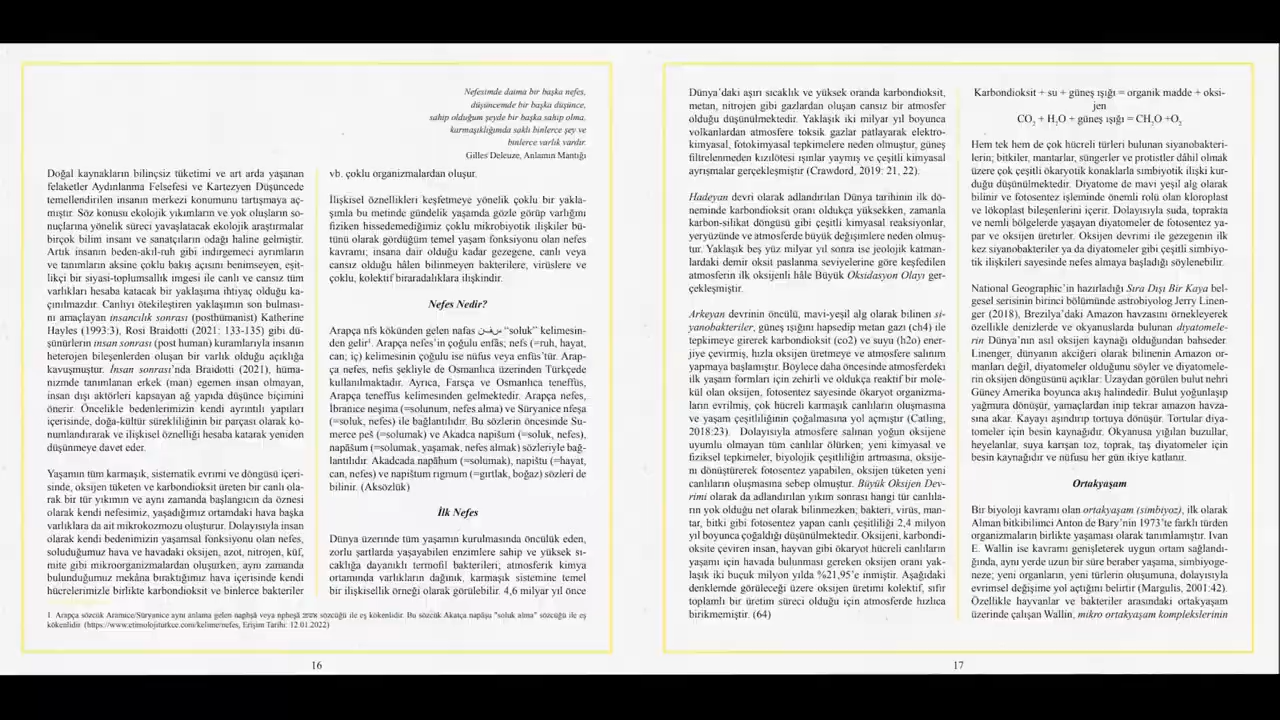 Nefesimde daima bir başka nefes,
düşüncemde bir başka düşünce,
sahip olduğum şeyde bir başka sahip olma,
karmaşıklığımda saklı binlerce şey ve
binlerce varlık vardır.
Gilles Deleuze, Anlamın Mantığı
Doğal kaynakların bilinçsiz tüketimi ve art arda yaşanan
felaketler Aydınlanma Felsefesi ve Kartezyen Düşüncede
temellendirilen insanın merkezi konumunu tartışmaya aç-
mıştır. Söz konusu ekolojik yıkımların ve yok oluşların so-
nuçlarına yönelik süreci yavaşlatacak ekolojik araştırmalar
birçok bilim insanı ve sanatçıların odağı haline gelmiştir.
Artık insanın beden-akıl-ruh gibi indirgemeci ayrımların
ve tanımların aksine çoklu bakış açısını benimseyen, eşit-
likçi bir siyasi-toplumsallık imgesi ile canlı ve cansız tüm
varlıkları hesaba katacak bir yaklaşıma ihtiyaç olduğu ka-
çınılmazdır. Canlıyı ötekileştiren yaklaşımın son bulması-
nı amaçlayan insancılık sonrası (posthümanist) Katherine
Hayles (1993:3), Rosi Braidotti (2021: 133-135) gibi dü-
şünürlerin insan sonrası (post human) kuramlarıyla insanın
heterojen bileşenlerden oluşan bir varlık olduğu açıklığa
kavuşmuştur. İnsan sonrası'nda Braidotti (2021), hüma-
nizmde tanımlanan erkek (man) egemen insan olmayan,
insan dışı aktörleri kapsayan ağ yapıda düşünce biçimini
önerir. Öncelikle bedenlerimizin kendi ayrıntılı yapıları
içerisinde, doğa-kültür sürekliliğinin bir parçası olarak ko-
numlandırarak ve ilişkisel öznelliği hesaba katarak yeniden
düşünmeye davet eder.
Yaşamın tüm karmaşık, sistematik evrimi ve döngüsü içeri-
sinde, oksijen tüketen ve karbondioksit üreten bir canlı ola-
rak bir tür yıkımın ve aynı zamanda başlangıcın da öznesi
olarak kendi nefesimiz, yaşadığımız ortamdaki hava başka
varlıklara da ait mikrokozmozu oluşturur. Dolayısıyla insan
olarak kendi bedenimizin yaşamsal fonksiyonu olan nefes,
soluduğumuz hava ve havadaki oksijen, azot, nitrojen, küf,
mite gibi mikroorganizmalardan oluşurken, aynı zamanda
bulunduğumuz mekâna bıraktığımız hava içerisinde kendi
hücrelerimizle birlikte karbondioksit ve binlerce bakteriler
vb. çoklu organizmalardan oluşur.
İlişkisel öznellikleri keşfetmeye yönelik çoklu bir yakla-
şımla bu metinde gündelik yaşamda gözle görüp varlığını
fiziken hissedemediğimiz çoklu mikrobiyotik ilişkiler bü-
tünü olarak gördüğüm temel yaşam fonksiyonu olan nefes
kavramı; insana dair olduğu kadar gezegene, canlı veya
cansız olduğu hâlen bilinmeyen bakterilere, virüslere ve
çoklu, kolektif biraradalıklara ilişkindir.
Nefes Nedir?
Arapça nfs kökünden gelen nafas سفن “soluk” kelimesin-
den gelir1. Arapça nefes'in çoğulu enfâs; nefs (=ruh, hayat,
can; iç) kelimesinin çoğulu ise nüfus veya enfüs'tür. Arap-
ça nefes, nefis şekliyle de Osmanlıca üzerinden Türkçede
kullanılmaktadır. Ayrıca, Farsça ve Osmanlıca teneffüs,
Arapça teneffus kelimesinden gelmektedir. Arapça nefes,
İbranice neşima (=solunum, nefes alma) ve Süryanice nfeşa
(=soluk, nefes) ile bağlantılıdır. Bu sözlerin öncesinde Su-
merce peš (=solumak) ve Akadca napišum (=soluk, nefes),
napāšum (=solumak, yaşamak, nefes almak) sözleriyle bağ-
lantılıdır. Akadcada napāhum (=solumak), napištu (=hayat,
can, nefes) ve napištum rigmum (=gırtlak, boğaz) sözleri de
bilinir. (Aksözlük)
İlk Nefes
Dünya üzerinde tüm yaşamın kurulmasında öncülük eden,
zorlu şartlarda yaşayabilen enzimlere sahip ve yüksek sı-
caklığa dayanıklı termofil bakterileri; atmosferik kimya
ortamında varlıkların dağınık, karmaşık sistemine temel
bir ilişkisellik örneği olarak görülebilir. 4,6 milyar yıl önce
1 Arapça sözcük Aramice/Süryanice aynı anlama gelen naphşā veya npheşā sözcüğü ile eş kökenlidir. Bu sözcük Akatça napāşu "soluk alma" sözcüğü ile eş
kökenlidir. (https://www.etimolojiturkce.com/kelime/nefes, Erişim Tarihi: 12.01.2022)
16
Dünya'daki aşırı sıcaklık ve yüksek oranda karbondioksit,
metan, nitrojen gibi gazlardan oluşan cansız bir atmosfer
olduğu düşünülmektedir. Yaklaşık iki milyar yıl boyunca
volkanlardan atmosfere toksik gazlar patlayarak elektro-
kimyasal, fotokimyasal tepkimelere neden olmuştur, güneş
filtrelenmeden kızılötesi ışınlar yaymış ve çeşitli kimyasal
ayrışmalar gerçekleşmiştir (Crawdord, 2019: 21, 22).
Hadeyan devri olarak adlandırılan Dünya tarihinin ilk dö-
neminde karbondioksit oranı oldukça yüksekken, zamanla
karbon-silikat döngüsü gibi çeşitli kimyasal reaksiyonlar,
yeryüzünde ve atmosferde büyük değişimlere neden olmuş-
tur. Yaklaşık beş yüz milyar yıl sonra ise jeolojik katman-
lardaki demir oksit paslanma seviyelerine göre keşfedilen
atmosferin ilk oksijenli hâle Büyük Oksidasyon Olayı ger-
çekleşmiştir.
Arkeyan devrinin öncülü, mavi-yeşil alg olarak bilinen si-
yanobakteriler, güneş ışığını hapsedip metan gazı (ch4) ile
tepkimeye girerek karbondioksit (co2) ve suyu (h2o) ener-
jiye çevirmiş, hızla oksijen üretmeye ve atmosfere salınım
yapmaya başlamıştır. Böylece daha öncesinde atmosferdeki
ilk yaşam formları için zehirli ve oldukça reaktif bir mole-
kül olan oksijen, fotosentez sayesinde ökaryot organizma-
ların evrilmiş, çok hücreli karmaşık canlıların oluşmasına
ve yaşam çeşitliliğinin çoğalmasına yol açmıştır (Catling,
2018:23). Dolayısıyla atmosfere salınan yoğun oksijene
uyumlu olmayan tüm canlılar ölürken; yeni kimyasal ve
fiziksel tepkimeler, biyolojik çeşitliliğin artmasına, oksije-
ni dönüştürerek fotosentez yapabilen, oksijen tüketen yeni
canlıların oluşmasına sebep olmuştur. Büyük Oksijen Dev-
rimi olarak da adlandırılan yıkım sonrası hangi tür canlıla-
rın yok olduğu net olarak bilinmezken; bakteri, virüs, man-
tar, bitki gibi fotosentez yapan canlı çeşitliliği 2,4 milyon
yıl boyunca çoğaldığı düşünülmektedir. Oksijeni, karbondi-
oksite çeviren insan, hayvan gibi ökaryot hücreli canlıların
yaşamı için havada bulunması gereken oksijen oranı yak-
laşık iki buçuk milyon yılda %21,95'e inmiştir. Aşağıdaki
denklemde görüleceği üzere oksijen üretimi kolektif, sıfır
toplamlı bir üretim süreci olduğu için atmosferde hızlıca
birikmemiştir. (64)
Karbondioksit + su + güneş ışığı = organik madde + oksi-
jen
CO2 + H2O + güneş ışığı = CH2O +O2
Hem tek hem de çok hücreli türleri bulunan siyanobakteri-
lerin; bitkiler, mantarlar, süngerler ve protistler dâhil olmak
üzere çok çeşitli ökaryotik konaklarla simbiyotik ilişki kur-
duğu düşünülmektedir. Diyatome de mavi yeşil alg olarak
bilinir ve fotosentez işleminde önemli rolü olan kloroplast
ve lökoplast bileşenlerini içerir. Dolayısıyla suda, toprakta
ve nemli bölgelerde yaşayan diyatomeler de fotosentez ya-
par ve oksijen üretirler. Oksijen devrimi ile gezegenin ilk
kez siyanobakteriler ya da diyatomeler gibi çeşitli simbiyo-
tik ilişkileri sayesinde nefes almaya başladığı söylenebilir.
National Geographic'in hazırladığı Sıra Dışı Bir Kaya bel-
gesel serisinin birinci bölümünde astrobiyolog Jerry Linen-
ger (2018), Brezilya'daki Amazon havzasını örnekleyerek
özellikle denizlerde ve okyanuslarda bulunan diyatomele-
rin Dünya'nın asıl oksijen kaynağı olduğundan bahseder.
Linenger, dünyanın akciğeri olarak bilinenin Amazon or-
manları değil, diyatomeler olduğunu söyler ve diyatomele-
rin oksijen döngüsünü açıklar: Uzaydan görülen bulut nehri
Güney Amerika boyunca akış halindedir. Bulut yoğunlaşıp
yağmura dönüşür, yamaçlardan inip tekrar amazon havza-
sına akar. Kayayı aşındırıp tortuya dönüşür. Tortular diya-
tomeler için besin kaynağıdır. Okyanusa yığılan buzullar,
heyelanlar, suya karışan toz, toprak, taş diyatomeler için
besin kaynağıdır ve nüfusu her gün ikiye katlanır.
Ortakyaşam
Bir biyoloji kavramı olan ortakyaşam (simbiyoz), ilk olarak
Alman bitkibilimci Anton de Bary'nin 1973'te farklı türden
organizmaların birlikte yaşaması olarak tanımlamıştır. Ivan
E. Wallin ise kavramı genişleterek uygun ortam sağlandı-
ğında, aynı yerde uzun bir süre beraber yaşama, simbiyoge-
neze; yeni organların, yeni türlerin oluşumuna, dolayısıyla
evrimsel değişime yol açtığını belirtir (Margulis, 2001:42).
Özellikle hayvanlar ve bakteriler arasındaki ortakyaşam
üzerinde çalışan Wallin, mikro ortakyaşam komplekslerinin
17